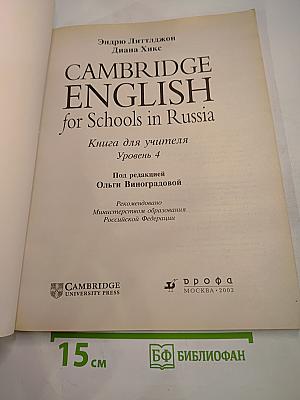 Эндрю Литтлджон
Диана Хикс
CAMBRIDGE
ENGLISH
for Schools in Russia
Книга для учителя
Уровень 4
Под редакцией
Ольги Виноградовой
Рекомендовано
Министерством образования
Российской Федерации
CAMBRIDGE
UNIVERSITY PRESS
дрофа
МОСКВА • 2002
15 см
БФ БИБЛИОФАН